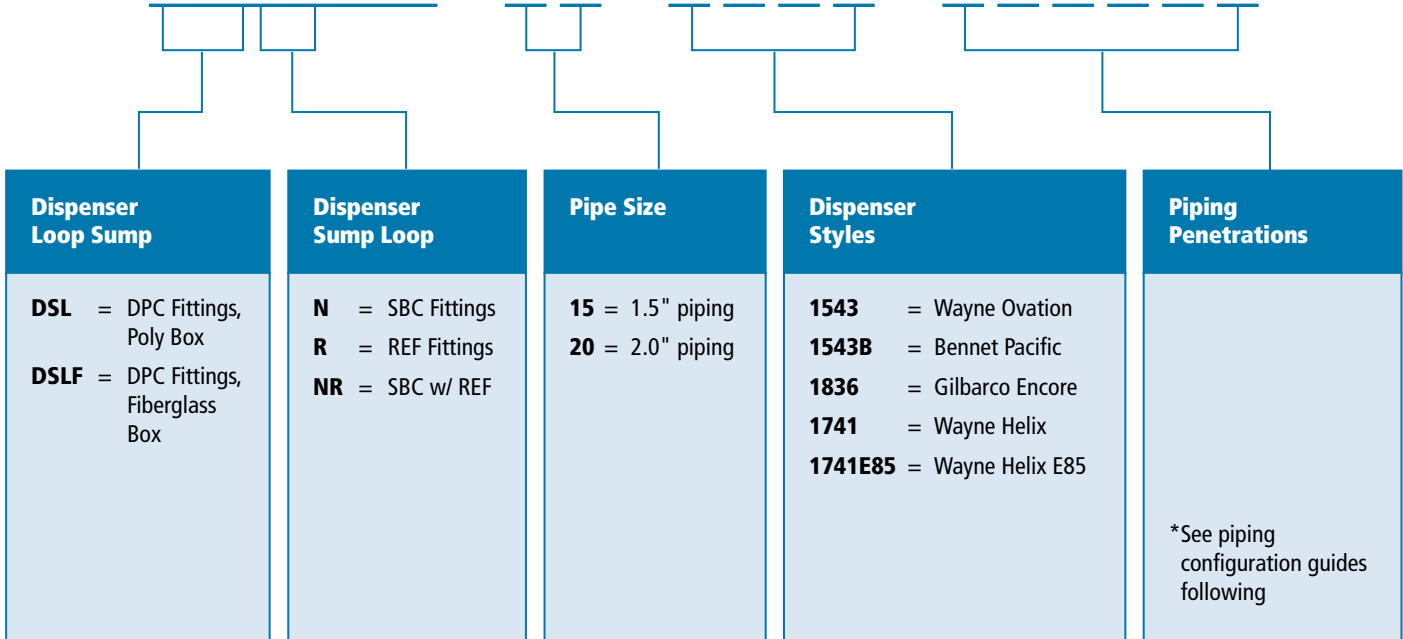 Dispenser
Loop Sump
DSL = DPC Fittings,
Poly Box
DSLF = DPC Fittings,
Fiberglass
Box
Dispenser
Sump Loop
N = SBC Fittings
R = REF Fittings
NR = SBC w/ REF
Pipe Size
15 = 1.5" piping
20 = 2.0" piping
Dispenser
Styles
1543 = Wayne Ovation
1543B = Bennet Pacific
1836 = Gilbarco Encore
1741 = Wayne Helix
1741E85 = Wayne Helix E85
Piping
Penetrations
*See piping
configuration guides
following